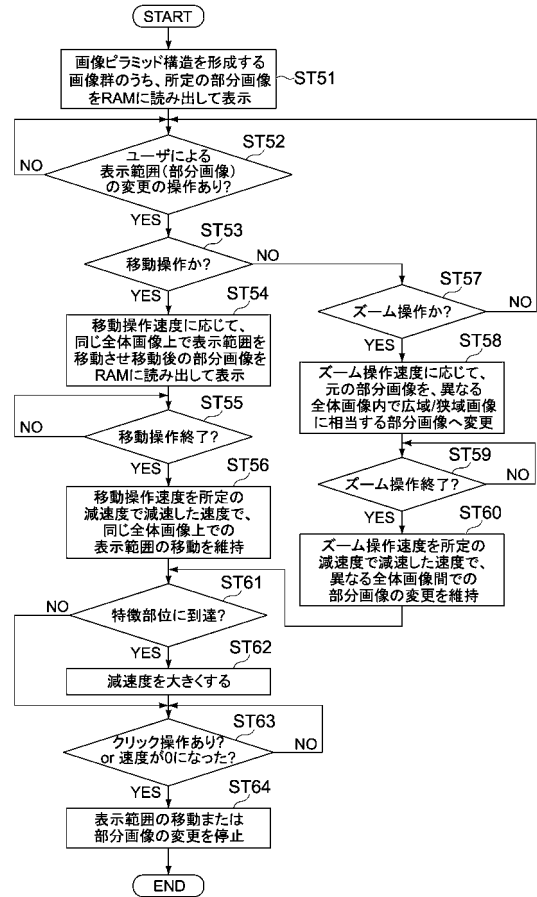 START
画像ピラミッド構造を形成する
画像群のうち、所定の部分画像
をRAMに読み出して表示
ST51
ST52
ユーザによる
表示範囲(部分画像)
の変更の操作あり?
NO
YES
ST53
移動操作か?
NO
YES
ST57
ズーム操作か?
NO
YES
ST54
移動操作速度に応じて、
同じ全体画像上で表示範囲を
移動させ移動後の部分画像を
RAMに読み出して表示
ST58
ズーム操作速度に応じて、
元の部分画像を、異なる
全体画像内で広域/狭域画像
に相当する部分画像へ変更
ST55
移動操作終了?
NO
YES
ST59
ズーム操作終了?
NO
YES
ST56
移動操作速度を所定の
減速度で減速した速度で、
同じ全体画像上での
表示範囲の移動を維持
ST60
ズーム操作速度を所定の
減速度で減速した速度で、
異なる全体画像間での
部分画像の変更を維持
ST61
特徴部位に到達?
NO
YES
ST62
減速度を大きくする
ST63
クリック操作あり?
or 速度が0になった?
NO
YES
ST64
表示範囲の移動または
部分画像の変更を停止
END